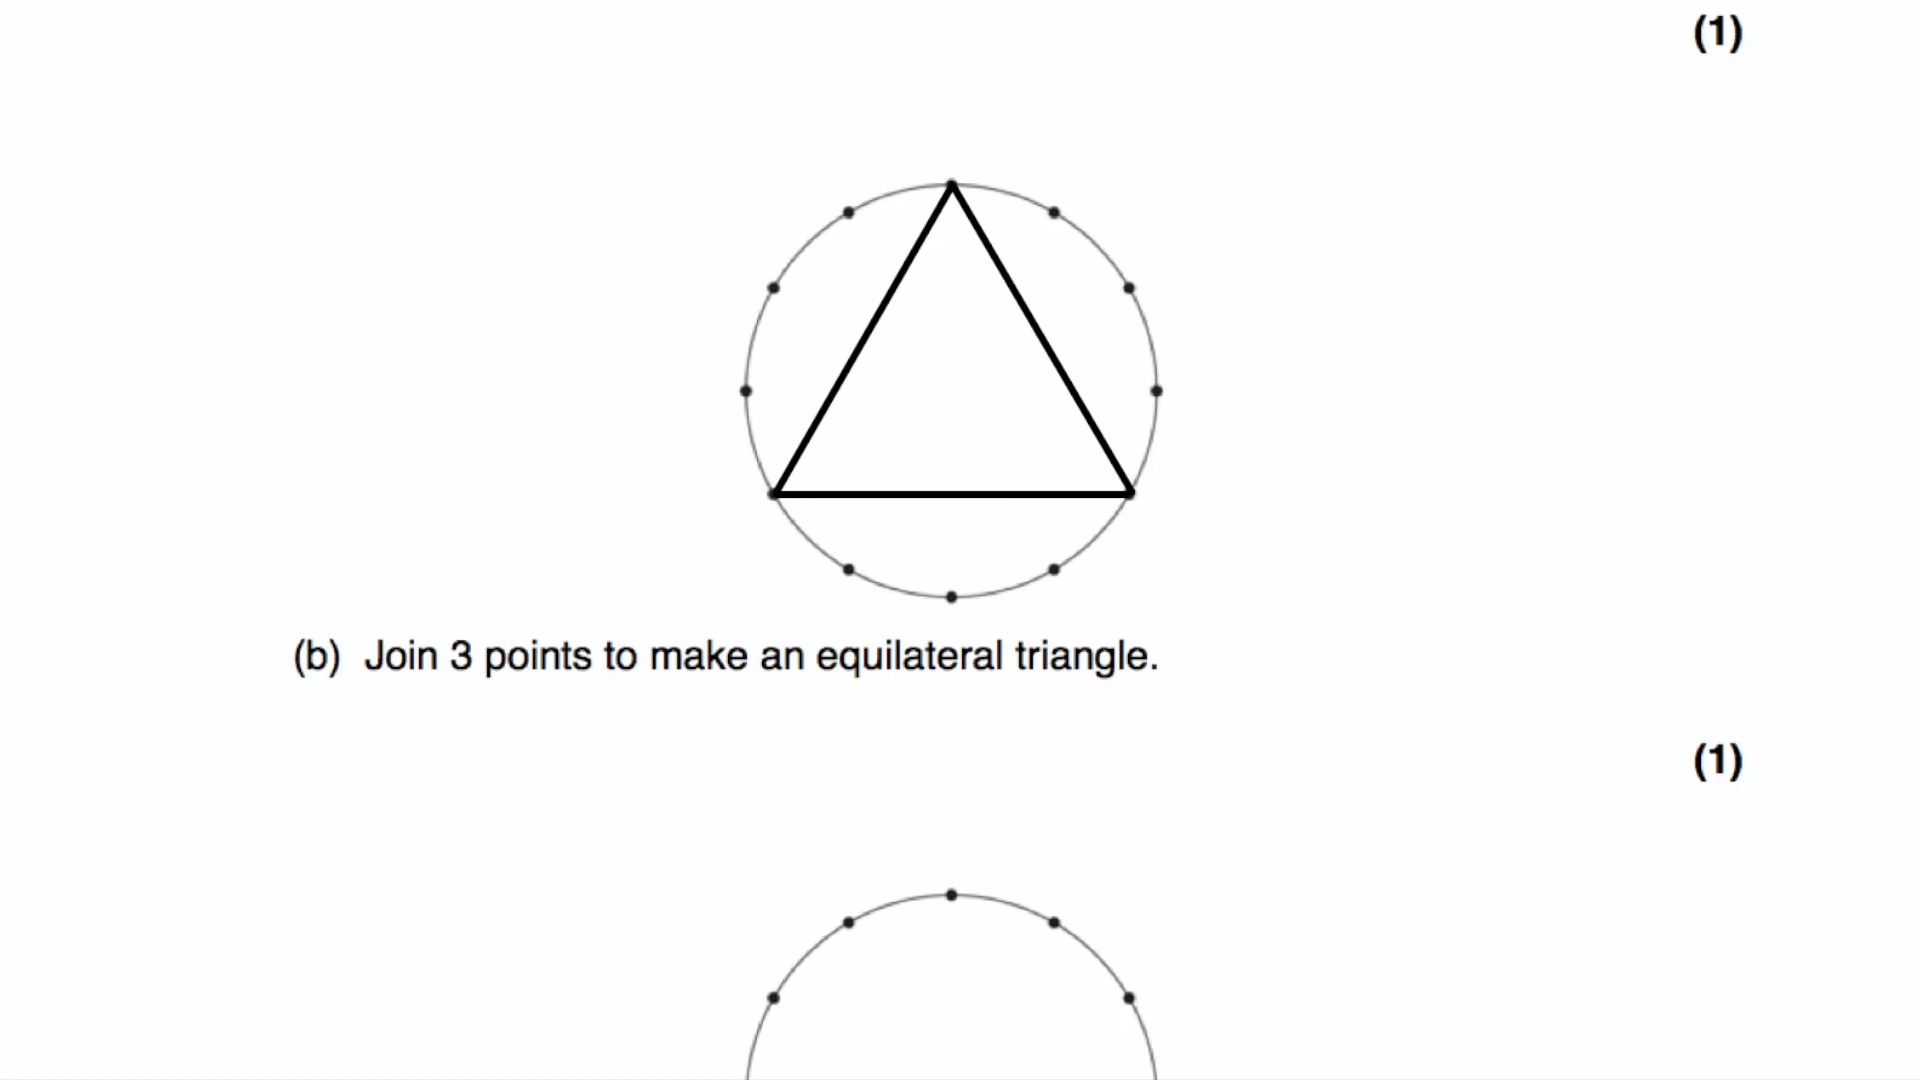 (1)
(b) Join 3 points to make an equilateral triangle.
(1)